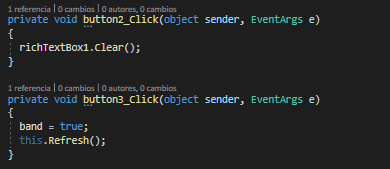 1 referencia | 0 cambios | 0 autores, 0 cambios
private void button2_Click(object sender, EventArgs e)
{
richTextBox1.Clear();
}
1 referencia | 0 cambios | 0 autores, 0 cambios
private void button3_Click(object sender, EventArgs e)
{
band = true;
this.Refresh();
}